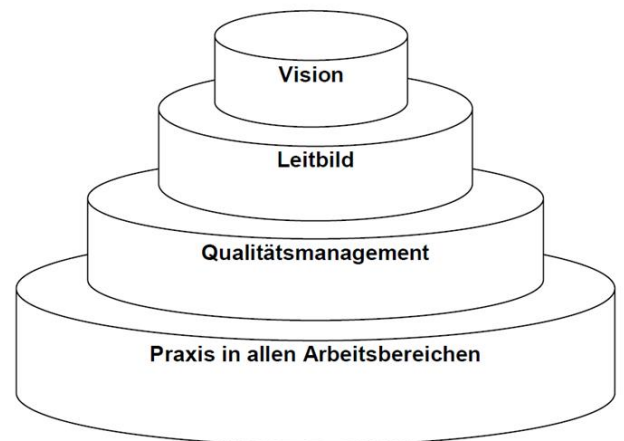 Vision
Leitbild
Qualitätsmanagement
Praxis in allen Arbeitsbereichen